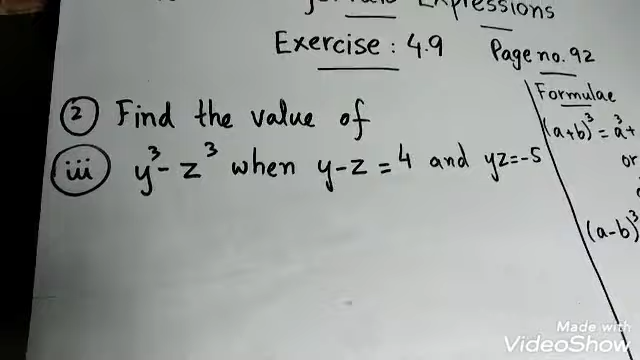 Expressions
Exercise : 4.9
Page no. 92
② Find the value of
iii y³ - z³ when y-z = 4 and yz=-5
Formulae
(a+b)³ = a³+
or
(a-b)³
Made with
VideoShow